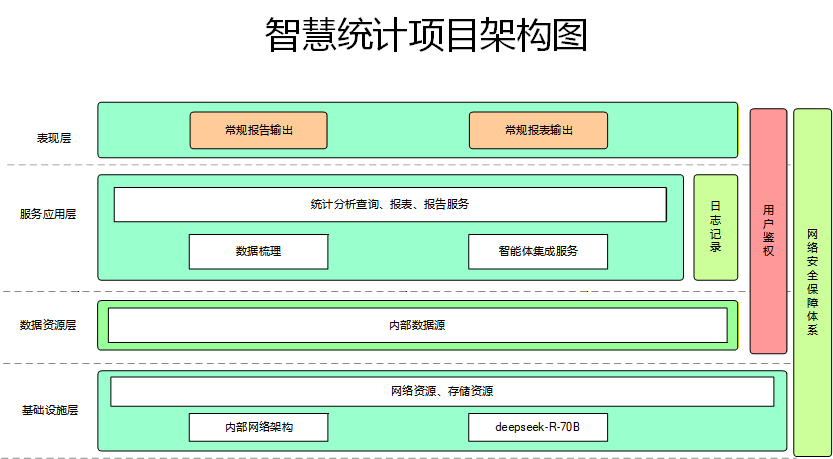 智慧统计项目架构图
表现层
常规报告输出
常规报表输出
服务应用层
统计分析查询、报表、报告服务
数据梳理
智能体集成服务
日志记录
用户鉴权
网络安全保障体系
数据资源层
内部数据源
基础设施层
网络资源、存储资源
内部网络架构
deepseek-R-70B